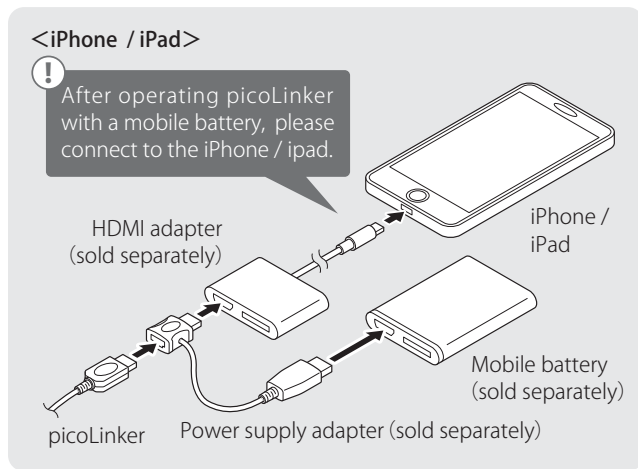 <iPhone / iPad>
!
After operating picoLinker
with a mobile battery, please
connect to the iPhone / ipad.
HDMI adapter
(sold separately)
iPhone /
iPad
Mobile battery
(sold separately)
picoLinker
Power supply adapter (sold separately)